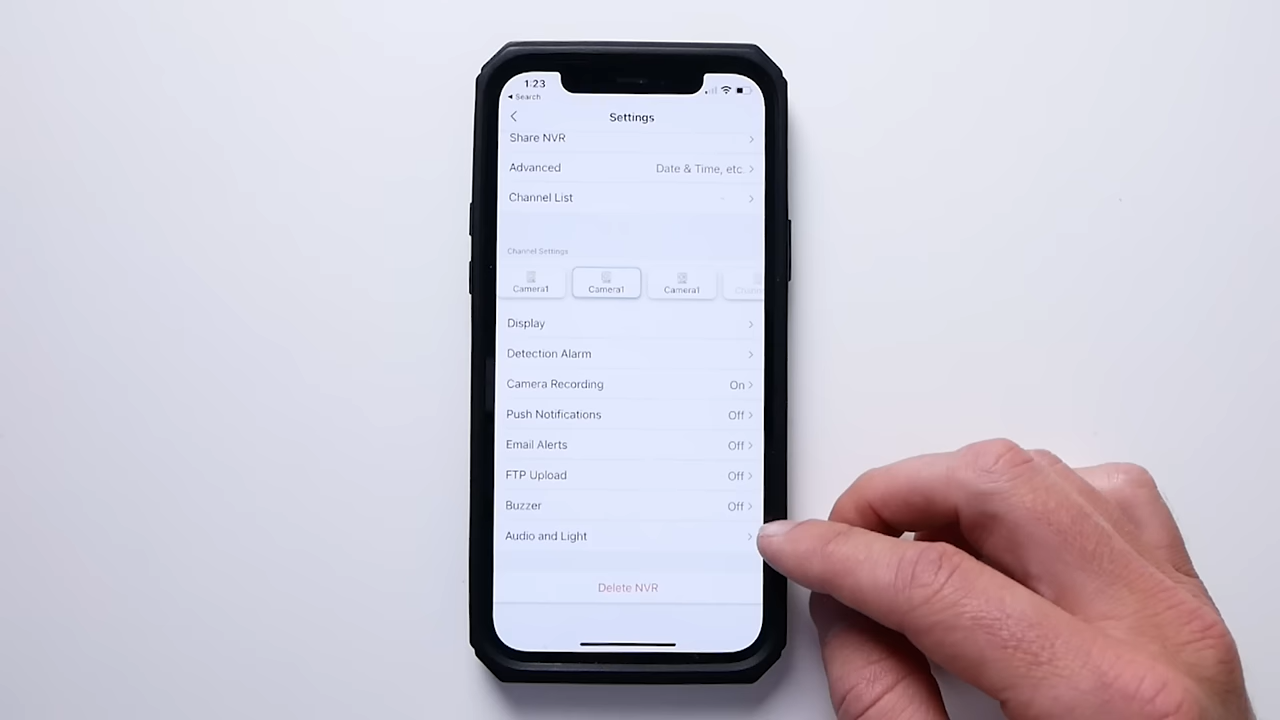 1:23
◂ Search
Settings
Share NVR
Advanced Date & Time, etc.
Channel List
Channel Settings
Camera1 Camera1 Camera1
Display
Detection Alarm
Camera Recording On
Push Notifications Off
Email Alerts Off
FTP Upload Off
Buzzer Off
Audio and Light
Delete NVR